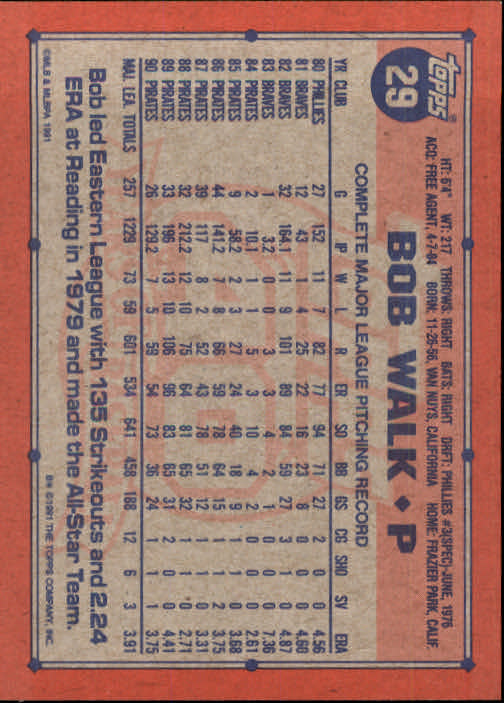 Topps®
29
HT: 6'4" WT: 217 THROWS: RIGHT BATS: RIGHT DRFT: PHILLIES #3(SPEC)-JUNE, 1976
ACQ: FREE AGENT, 4-7-84 BORN: 11-26-56, VAN NUYS, CALIFORNIA HOME: FRAZIER PARK, CALIF.
BOB WALK ◆ P
COMPLETE MAJOR LEAGUE PITCHING RECORD
YR CLUB G IP W L R ER SO BB GS CG SHO SV ERA
80 PHILLIES 27 152 11 7 82 77 94 71 27 2 0 0 4.56
81 BRAVES 12 43 1 4 25 22 16 23 8 0 0 0 4.60
82 BRAVES 32 164.1 11 9 101 89 84 59 27 3 1 0 4.87
83 BRAVES 1 3.2 0 0 3 3 4 2 1 0 0 0 7.36
84 PIRATES 2 10.1 1 1 5 3 10 4 2 0 0 0 2.61
85 PIRATES 9 58.2 2 3 27 24 40 18 9 1 1 0 3.68
86 PIRATES 44 141.2 7 8 66 59 78 64 15 1 1 2 3.75
87 PIRATES 39 117 8 2 52 43 78 51 12 1 1 0 3.31
88 PIRATES 32 212.2 12 10 75 64 81 65 32 1 1 0 2.71
89 PIRATES 33 196 13 10 106 96 83 65 31 2 0 0 4.41
90 PIRATES 26 129.2 7 5 59 54 73 36 24 1 1 1 3.75
MAJ. LEA. TOTALS 257 1229 73 59 601 534 641 458 188 12 6 3 3.91
Bob led Eastern League with 135 Strikeouts and 2.24
ERA at Reading in 1979 and made the All-Star Team.
©MLB & MLBPA 1991 B* ©1991 THE TOPPS COMPANY, INC.